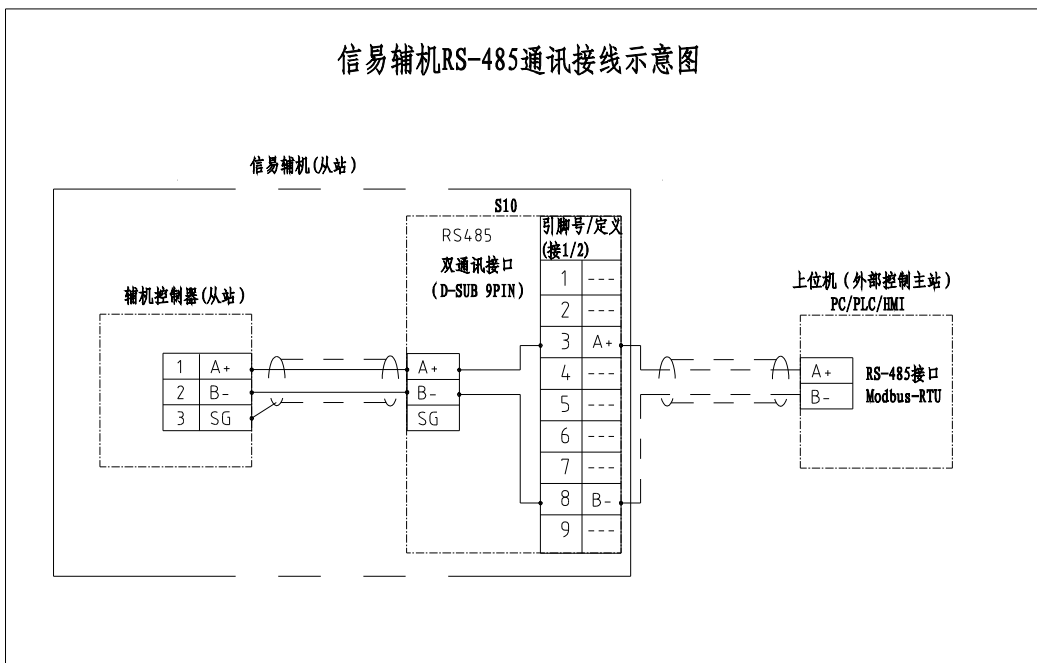 信易辅机RS-485通讯接线示意图
信易辅机(从站)
S10
RS485
双通讯接口
(D-SUB 9PIN)
引脚号/定义
(接1/2)
1 ---
2 ---
3 A+
4 ---
5 ---
6 ---
7 ---
8 B-
9 ---
辅机控制器(从站)
1 A+
2 B-
3 SG
A+
B-
SG
上位机(外部控制主站)
PC/PLC/HMI
A+
B-
RS-485接口
Modbus-RTU